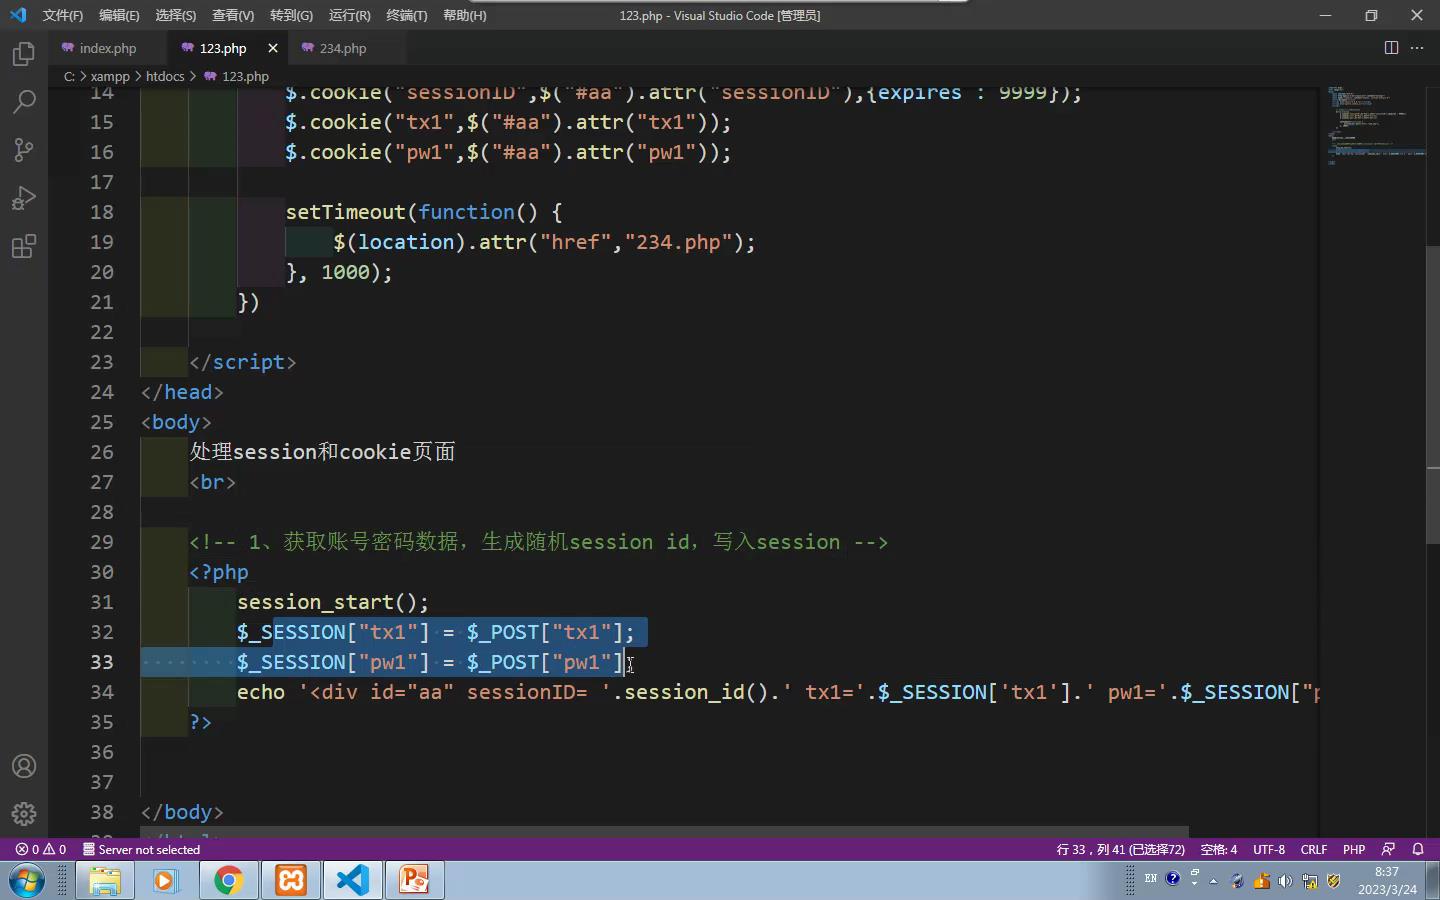 文件(F) 编辑(E) 选择(S) 查看(V) 转到(G) 运行(R) 终端(T) 帮助(H) 123.php - Visual Studio Code [管理员]
index.php 123.php 234.php
C: > xampp > htdocs > 123.php
14 $.cookie("sessionID",$("#aa").attr("sessionID"),{expires : 9999});
15 $.cookie("tx1",$("#aa").attr("tx1"));
16 $.cookie("pw1",$("#aa").attr("pw1"));
17
18 setTimeout(function() {
19 $(location).attr("href","234.php");
20 }, 1000);
21 })
22
23 </script>
24 </head>
25 <body>
26 处理session和cookie页面
27 <br>
28
29 <!-- 1、获取账号密码数据，生成随机session id，写入session -->
30 <?php
31 session_start();
32 $_SESSION["tx1"] = $_POST["tx1"];
33 $_SESSION["pw1"] = $_POST["pw1"]
34 echo '<div id="aa" sessionID= '.session_id().' tx1='.$_SESSION['tx1'].' pw1='.$_SESSION["p
35 ?>
36
37
38 </body>
0 0 Server not selected 行 33，列 41 (已选择72) 空格: 4 UTF-8 CRLF PHP
EN 8:37
2023/3/24